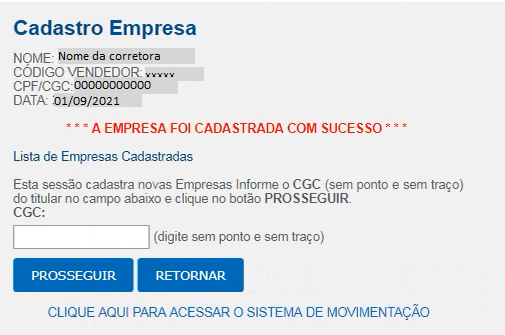 Cadastro Empresa
NOME: Nome da corretora
CÓDIGO VENDEDOR: vvvvv
CPF/CGC: 00000000000
DATA: 01/09/2021
* * * A EMPRESA FOI CADASTRADA COM SUCESSO * * *
Lista de Empresas Cadastradas
Esta sessão cadastra novas Empresas Informe o CGC (sem ponto e sem traço)
do titular no campo abaixo e clique no botão PROSSEGUIR.
CGC:
(digite sem ponto e sem traço)
PROSSEGUIR RETORNAR
CLIQUE AQUI PARA ACESSAR O SISTEMA DE MOVIMENTAÇÃO